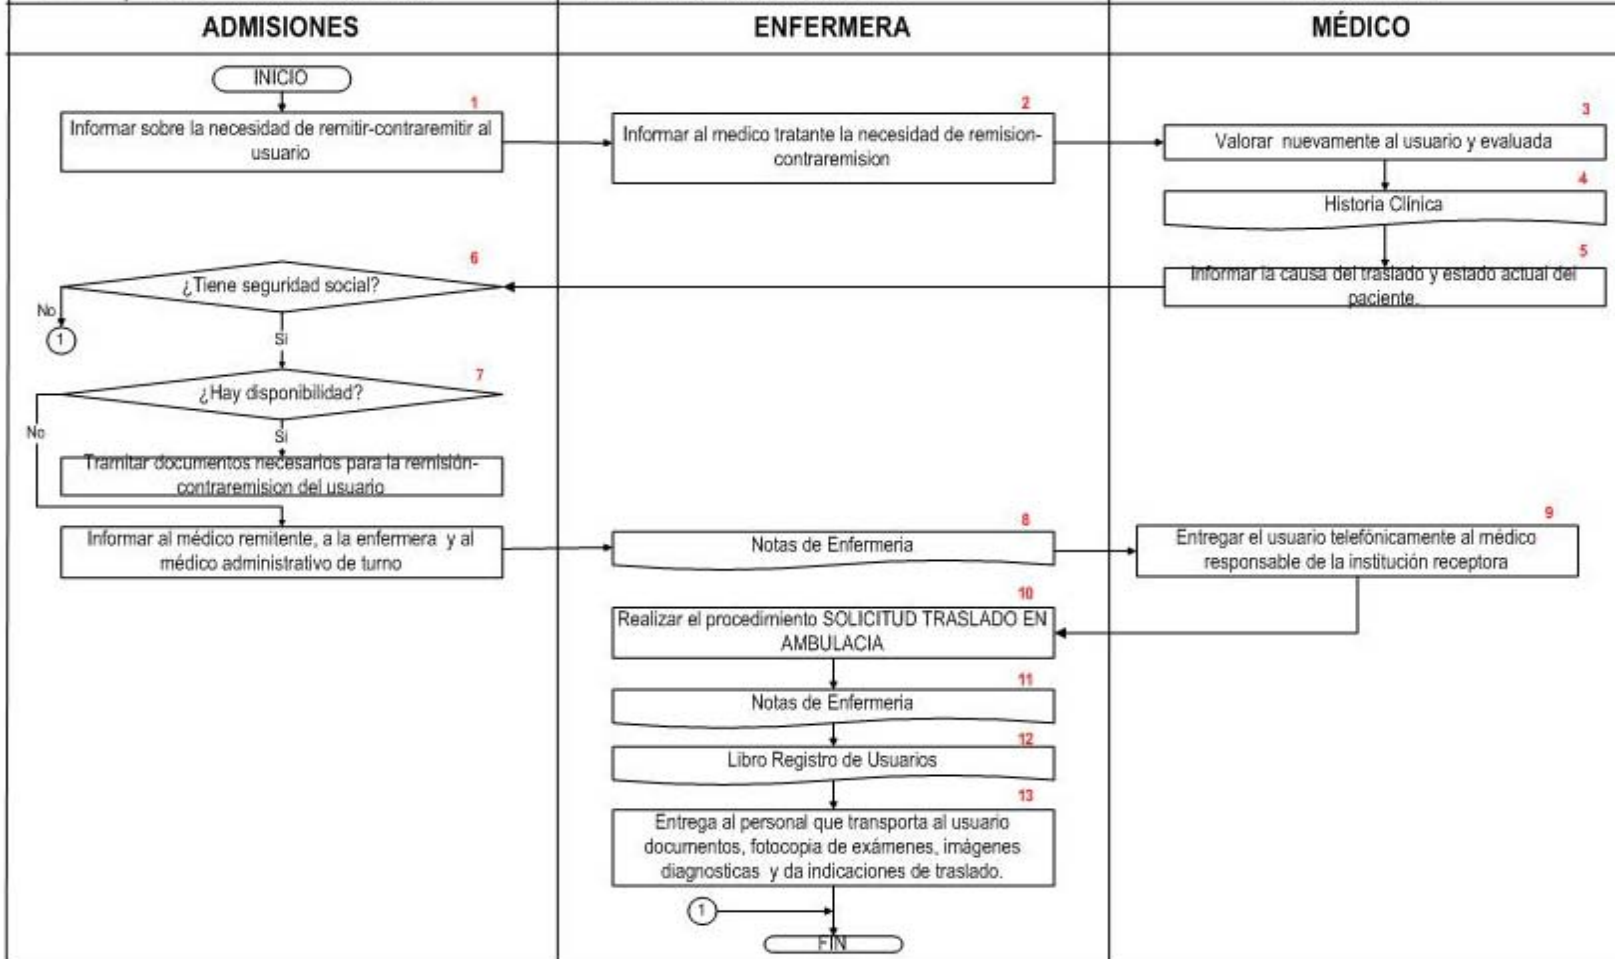 ADMISIONES
ENFERMERA
MÉDICO
INICIO
1
Informar sobre la necesidad de remitir-contraremitir al
usuario
2
Informar al medico tratante la necesidad de remision-
contraremision
3
Valorar nuevamente al usuario y evaluada
4
Historia Clínica
5
Informar la causa del traslado y estado actual del
paciente.
6
¿Tiene seguridad social?
No
1
Si
7
¿Hay disponibilidad?
No
Si
Tramitar documentos necesarios para la remisión-
contraremision del usuario
Informar al médico remitente, a la enfermera y al
médico administrativo de turno
8
Notas de Enfermeria
9
Entregar el usuario telefónicamente al médico
responsable de la institución receptora
10
Realizar el procedimiento SOLICITUD TRASLADO EN
AMBULACIA
11
Notas de Enfermeria
12
Libro Registro de Usuarios
13
Entrega al personal que transporta al usuario
documentos, fotocopia de exámenes, imágenes
diagnosticas y da indicaciones de traslado.
1
FIN